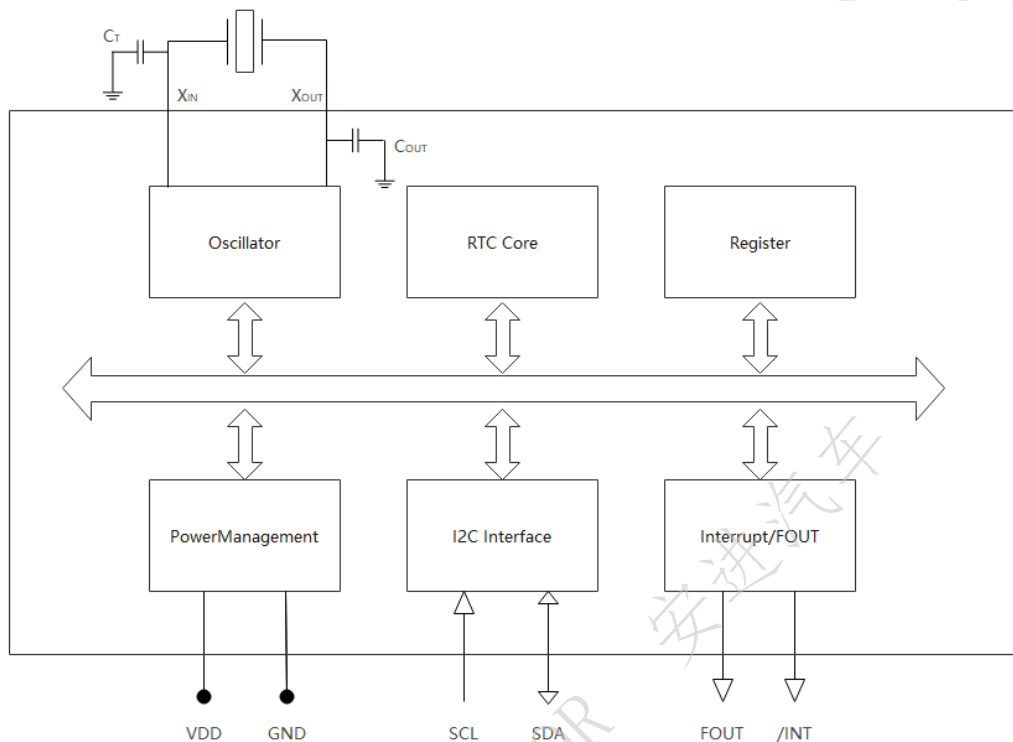 CT
XIN
XOUT
COUT
Oscillator
RTC Core
Register
PowerManagement
I2C Interface
Interrupt/FOUT
VDD
GND
SCL
SDA
FOUT
/INT
安进汽车